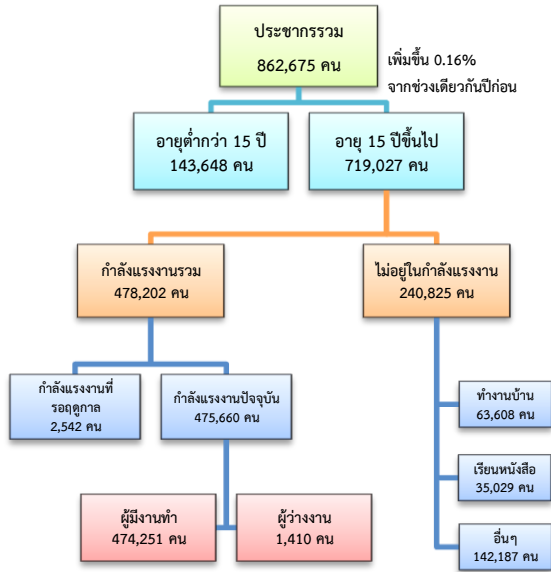 ประชากรรวม
862,675 คน
เพิ่มขึ้น 0.16%
จากช่วงเดียวกันปีก่อน
อายุต่ำกว่า 15 ปี
143,648 คน
อายุ 15 ปีขึ้นไป
719,027 คน
กำลังแรงงานรวม
478,202 คน
ไม่อยู่ในกำลังแรงงาน
240,825 คน
กำลังแรงงานที่
รอฤดูกาล
2,542 คน
กำลังแรงงานปัจจุบัน
475,660 คน
ทำงานบ้าน
63,608 คน
เรียนหนังสือ
35,029 คน
ผู้มีงานทำ
474,251 คน
ผู้ว่างงาน
1,410 คน
อื่นๆ
142,187 คน